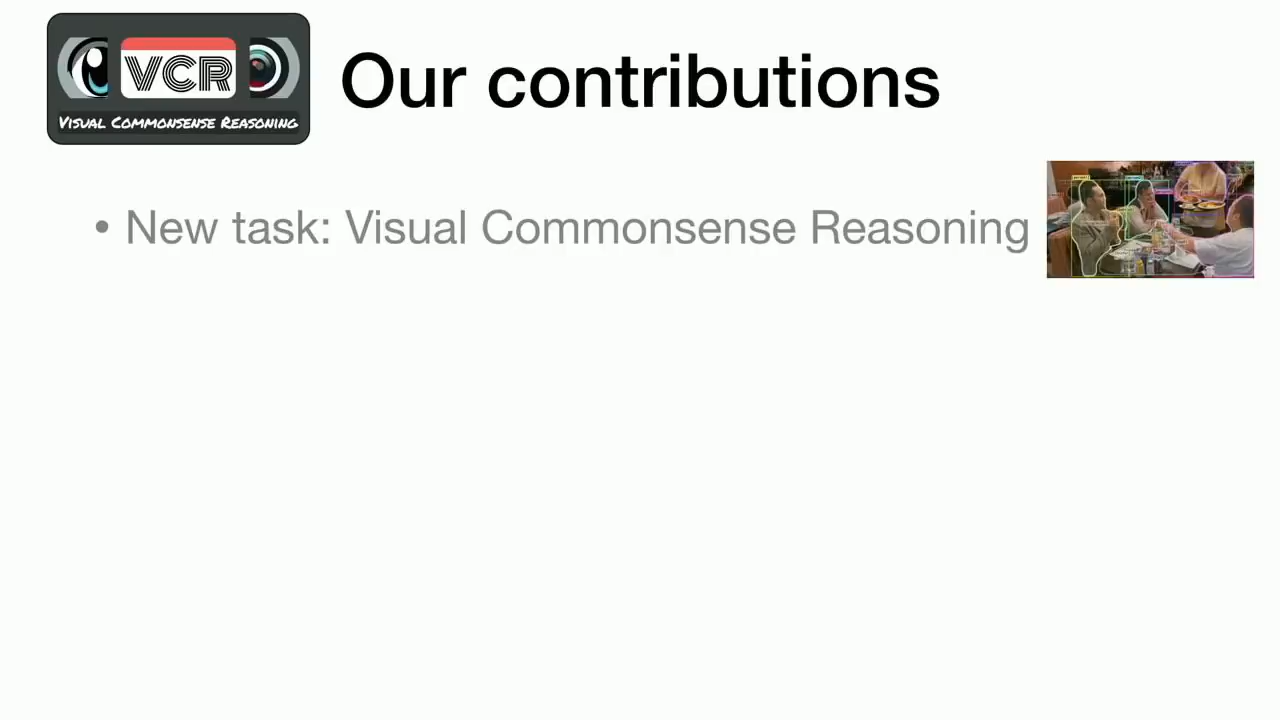 VCR
Visual Commonsense Reasoning
Our contributions
• New task: Visual Commonsense Reasoning